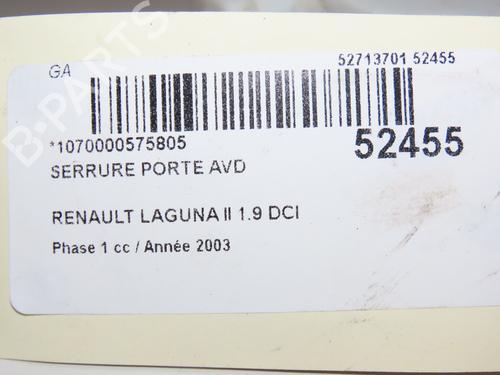 GA
52713701 52455
*1070000575805
52455
SERRURE PORTE AVD
RENAULT LAGUNA II 1.9 DCI
Phase 1 cc / Année 2003
B-PARTS